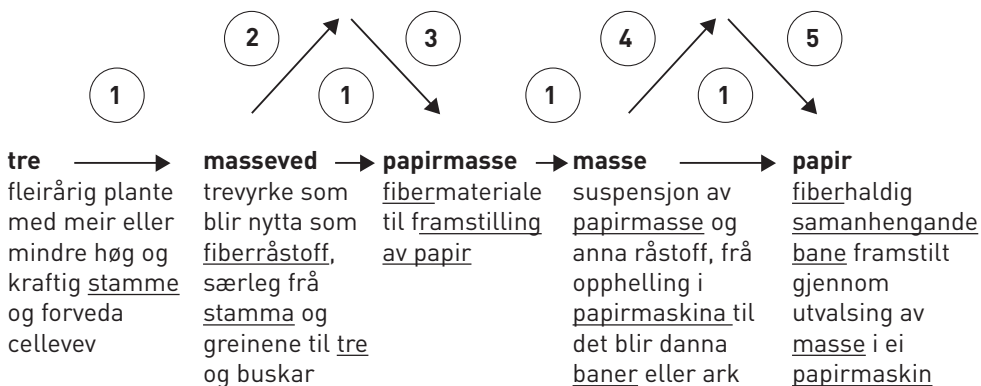 2 3 4 5
1 1 1 1
tre masseved papirmasse masse papir
fleirårig plante
med meir eller
mindre høg og
kraftig stamme
og forveda
cellevev
trevyrke som
blir nytta som
fiberråstoff,
særleg frå
stamma og
greinene til tre
og buskar
fibermateriale
til framstilling
av papir
suspensjon av
papirmasse og
anna råstoff, frå
opphelling i
papirmaskina til
det blir danna
baner eller ark
fiberhaldig
samanhengande
bane framstilt
gjennom
utvalsing av
masse i ei
papirmaskin